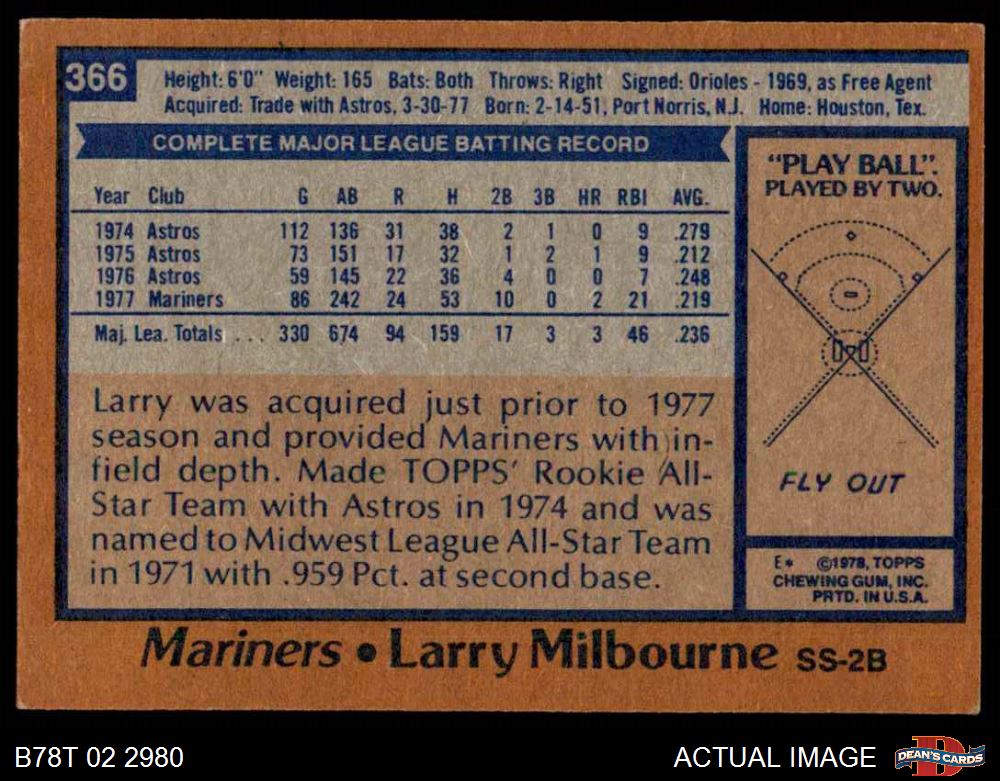 366
Height: 6'0" Weight: 165 Bats: Both Throws: Right Signed: Orioles - 1969, as Free Agent
Acquired: Trade with Astros, 3-30-77 Born: 2-14-51, Port Norris, N.J. Home: Houston, Tex.
COMPLETE MAJOR LEAGUE BATTING RECORD
Year Club G AB R H 2B 3B HR RBI AVG.
1974 Astros 112 136 31 38 2 1 0 9 .279
1975 Astros 73 151 17 32 1 2 1 9 .212
1976 Astros 59 145 22 36 4 0 0 7 .248
1977 Mariners 86 242 24 53 10 0 2 21 .219
Maj. Lea. Totals . . . 330 674 94 159 17 3 3 46 .236
Larry was acquired just prior to 1977
season and provided Mariners with in-
field depth. Made TOPPS' Rookie All-
Star Team with Astros in 1974 and was
named to Midwest League All-Star Team
in 1971 with .959 Pct. at second base.
"PLAY BALL".
PLAYED BY TWO.
FLY OUT
E* ©1978, TOPPS
CHEWING GUM, INC.
PRTD. IN U.S.A.
Mariners • Larry Milbourne SS-2B
B78T 02 2980
ACTUAL IMAGE
D
DEAN'S CARDS